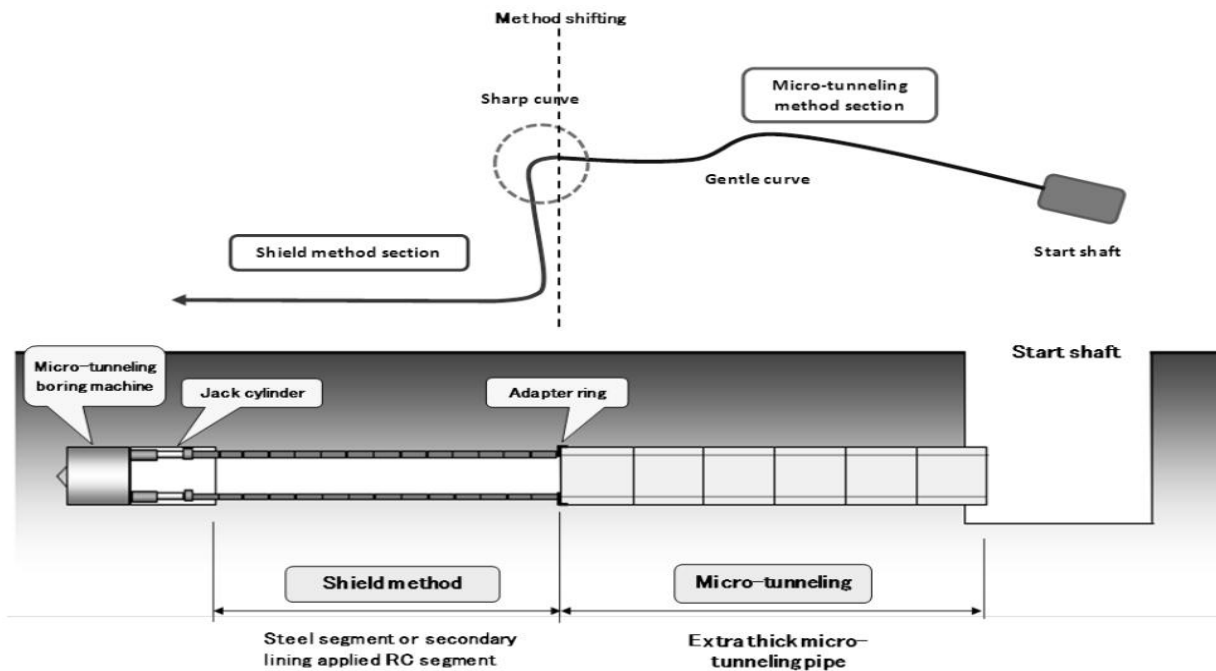 Method shifting
Sharp curve
Micro-tunneling
method section
Gentle curve
Shield method section
Start shaft
Start shaft
Micro-tunneling
boring machine
Jack cylinder
Adapter ring
Shield method
Micro-tunneling
Steel segment or secondary
lining applied RC segment
Extra thick micro-
tunneling pipe